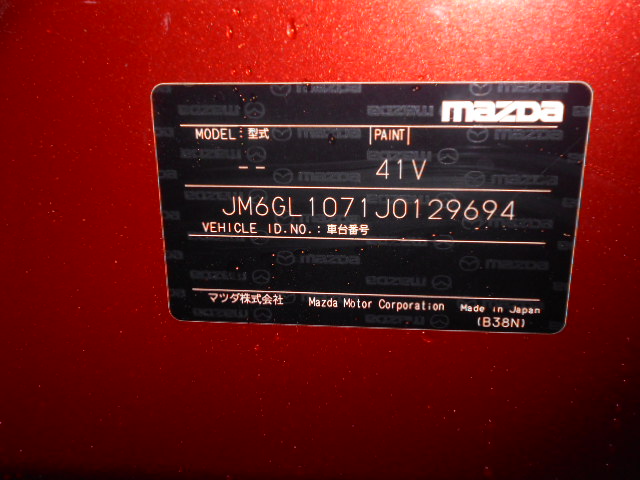 mazda
MODEL:型式 PAINT
-- 41V
JM6GL1071J0129694
VEHICLE ID.NO.:車台番号
マツダ株式会社 Mazda Motor Corporation Made in Japan
(B38N)